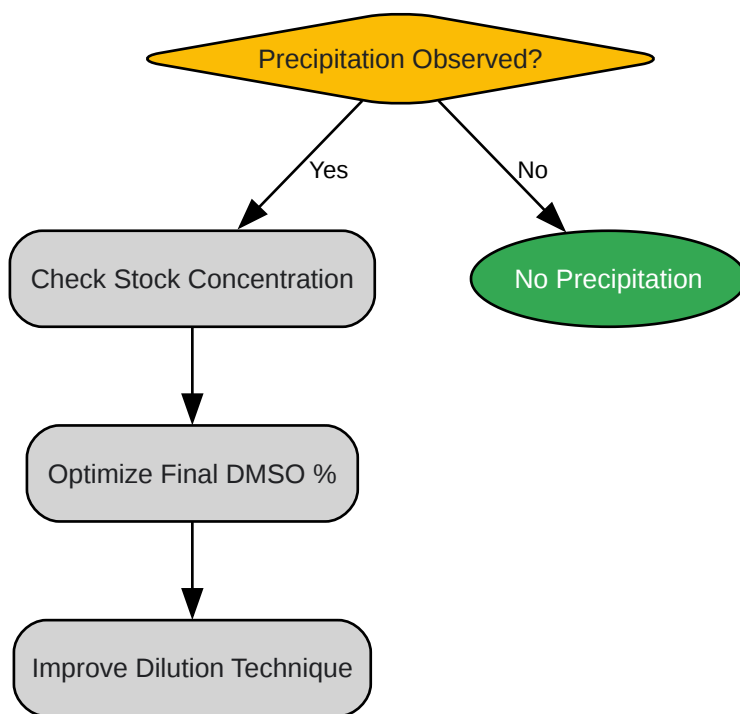 Precipitation Observed?
Yes
No
Check Stock Concentration
No Precipitation
Optimize Final DMSO %
Improve Dilution Technique